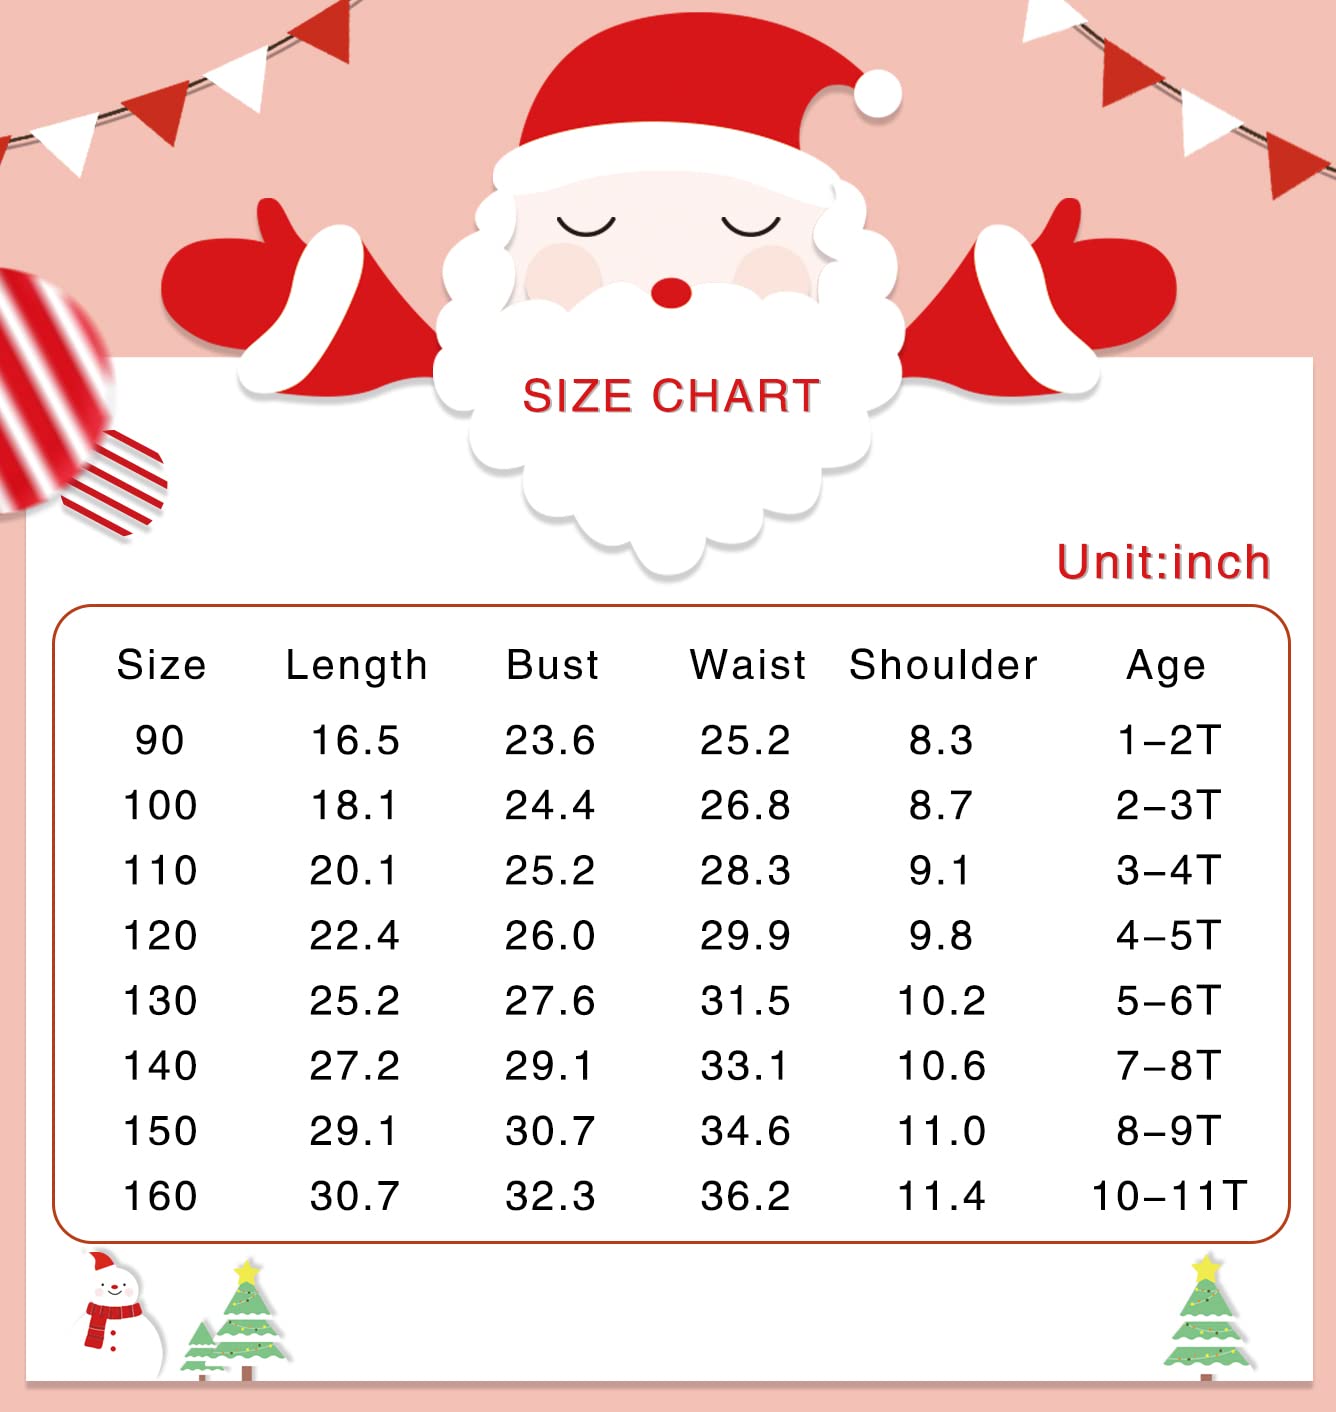 SIZE CHART
Unit:inch
Size Length Bust Waist Shoulder Age
90 16.5 23.6 25.2 8.3 1–2T
100 18.1 24.4 26.8 8.7 2–3T
110 20.1 25.2 28.3 9.1 3–4T
120 22.4 26.0 29.9 9.8 4–5T
130 25.2 27.6 31.5 10.2 5–6T
140 27.2 29.1 33.1 10.6 7–8T
150 29.1 30.7 34.6 11.0 8–9T
160 30.7 32.3 36.2 11.4 10–11T